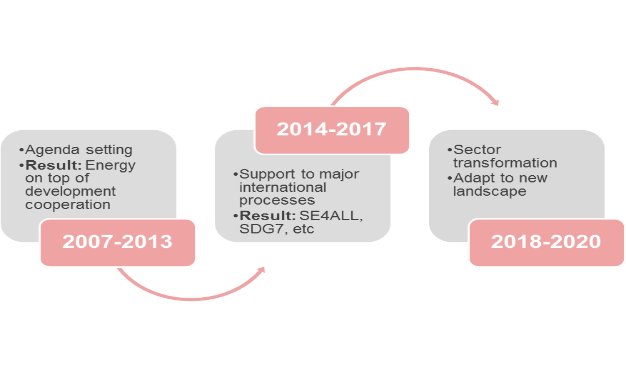 •Agenda setting
•Result: Energy
on top of
development
cooperation
2007-2013
2014-2017
•Support to major
international
processes
•Result: SE4ALL,
SDG7, etc
•Sector
transformation
•Adapt to new
landscape
2018-2020